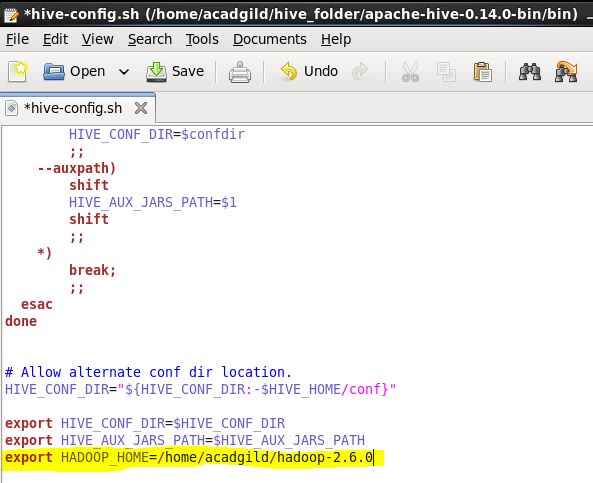 *hive-config.sh (/home/acadgild/hive_folder/apache-hive-0.14.0-bin/bin)
File Edit View Search Tools Documents Help
Open Save Undo
*hive-config.sh
        HIVE_CONF_DIR=$confdir
        ;;
    --auxpath)
        shift
        HIVE_AUX_JARS_PATH=$1
        shift
        ;;
    *)
        break;
        ;;
  esac
done
# Allow alternate conf dir location.
HIVE_CONF_DIR="${HIVE_CONF_DIR:-$HIVE_HOME/conf}"
export HIVE_CONF_DIR=$HIVE_CONF_DIR
export HIVE_AUX_JARS_PATH=$HIVE_AUX_JARS_PATH
export HADOOP_HOME=/home/acadgild/hadoop-2.6.0